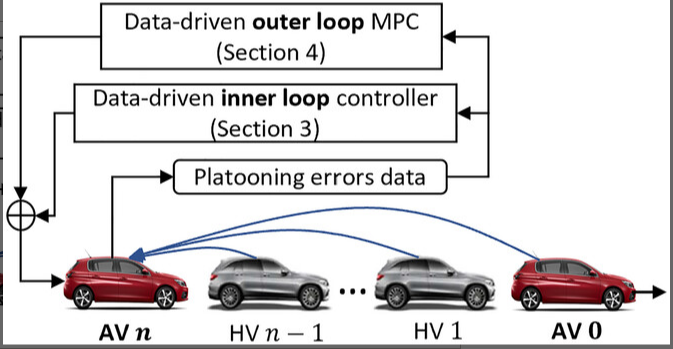 Data-driven outer loop MPC
(Section 4)
Data-driven inner loop controller
(Section 3)
Platooning errors data
AV n
HV n − 1
HV 1
AV 0